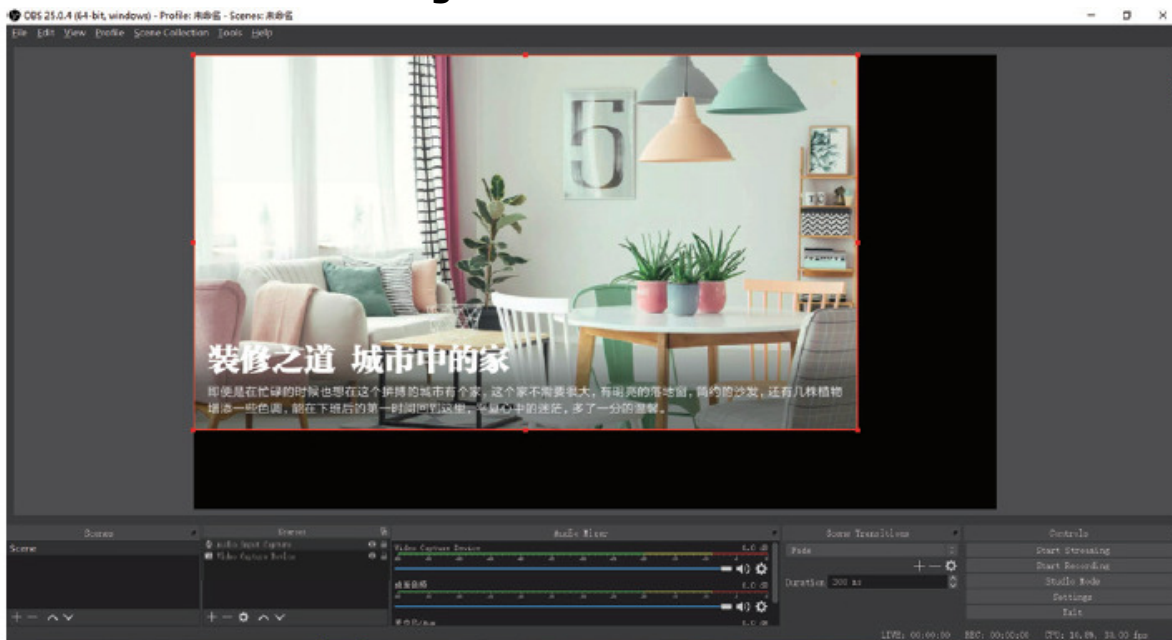 OBS 25.0.4 (64-bit, windows) - Profile: 未命名 - Scenes: 未命名
File Edit View Profile Scene Collection Tools Help
5
装修之道 城市中的家
即便是在忙碌的时候也想在这个拼搏的城市有个家，这个家不需要很大，有明亮的落地窗，简约的沙发，还有几株植物
增添一些色调，能在下班后的第一时间回到这里，平复心中的迷茫，多了一分的温馨。
Scenes
Scene
Sources
Audio Input Capture
Video Capture Device
Audio Mixer
Video Capture Device
0.0 dB
0.0 dB
Scene Transitions
Fade
Duration 300 ms
Controls
Start Streaming
Start Recording
Studio Mode
Settings
Exit
LIVE: 00:00:00 REC: 00:00:00 30.00 fps